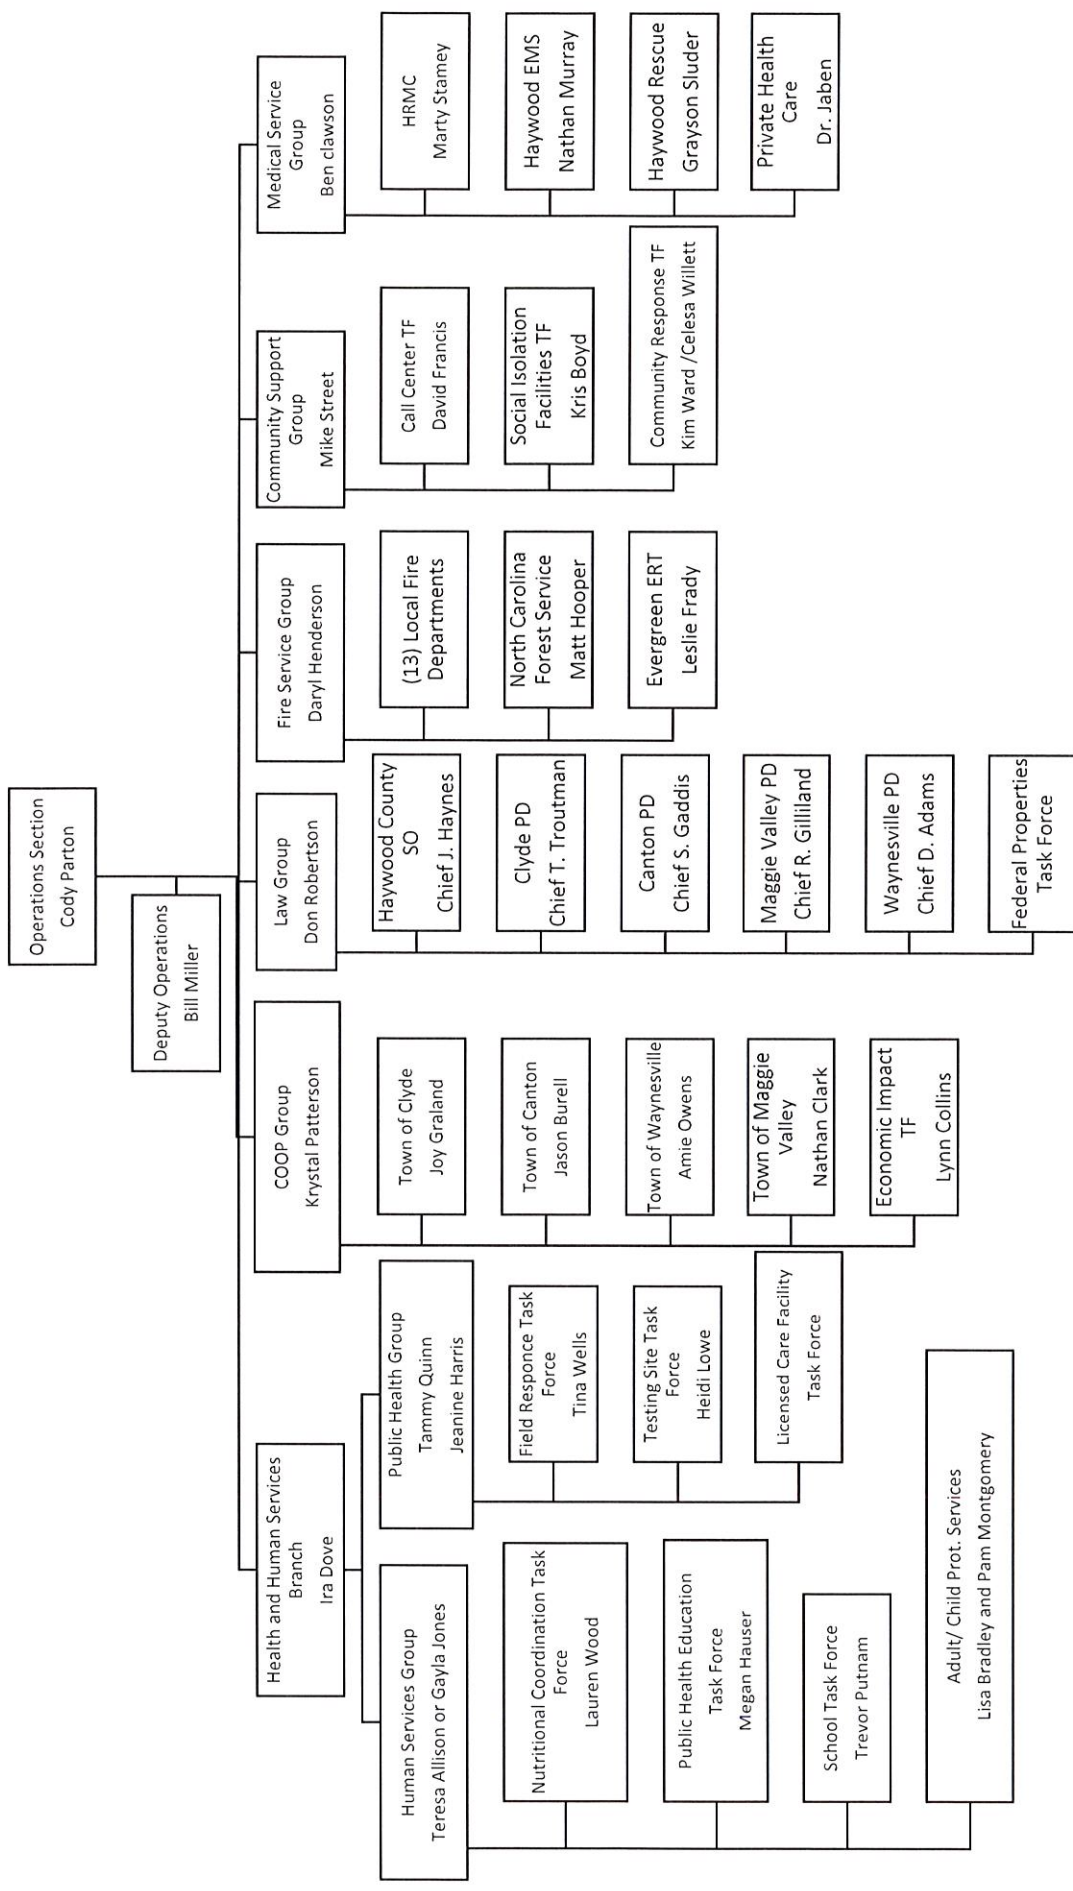 Operations Section
Cody Parton
Deputy Operations
Bill Miller
Health and Human Services
Branch
Ira Dove
Human Services Group
Teresa Allison or Gayla Jones
Nutritional Coordination Task
Force
Lauren Wood
Public Health Education
Task Force
Megan Hauser
School Task Force
Trevor Putnam
Adult/ Child Prot. Services
Lisa Bradley and Pam Montgomery
Public Health Group
Tammy Quinn
Jeanine Harris
Field Responce Task
Force
Tina Wells
Testing Site Task
Force
Heidi Lowe
Licensed Care Facility
Task Force
COOP Group
Krystal Patterson
Town of Clyde
Joy Graland
Town of Canton
Jason Burell
Town of Waynesville
Amie Owens
Town of Maggie
Valley
Nathan Clark
Economic Impact
TF
Lynn Collins
Law Group
Don Robertson
Haywood County
SO
Chief J. Haynes
Clyde PD
Chief T. Troutman
Canton PD
Chief S. Gaddis
Maggie Valley PD
Chief R. Gilliland
Waynesville PD
Chief D. Adams
Federal Properties
Task Force
Fire Service Group
Daryl Henderson
(13) Local Fire
Departments
North Carolina
Forest Service
Matt Hooper
Evergreen ERT
Leslie Frady
Community Support
Group
Mike Street
Call Center TF
David Francis
Social Isolation
Facilities TF
Kris Boyd
Community Response TF
Kim Ward /Celesa Willett
Medical Service
Group
Ben clawson
HRMC
Marty Stamey
Haywood EMS
Nathan Murray
Haywood Rescue
Grayson Sluder
Private Health
Care
Dr. Jaben